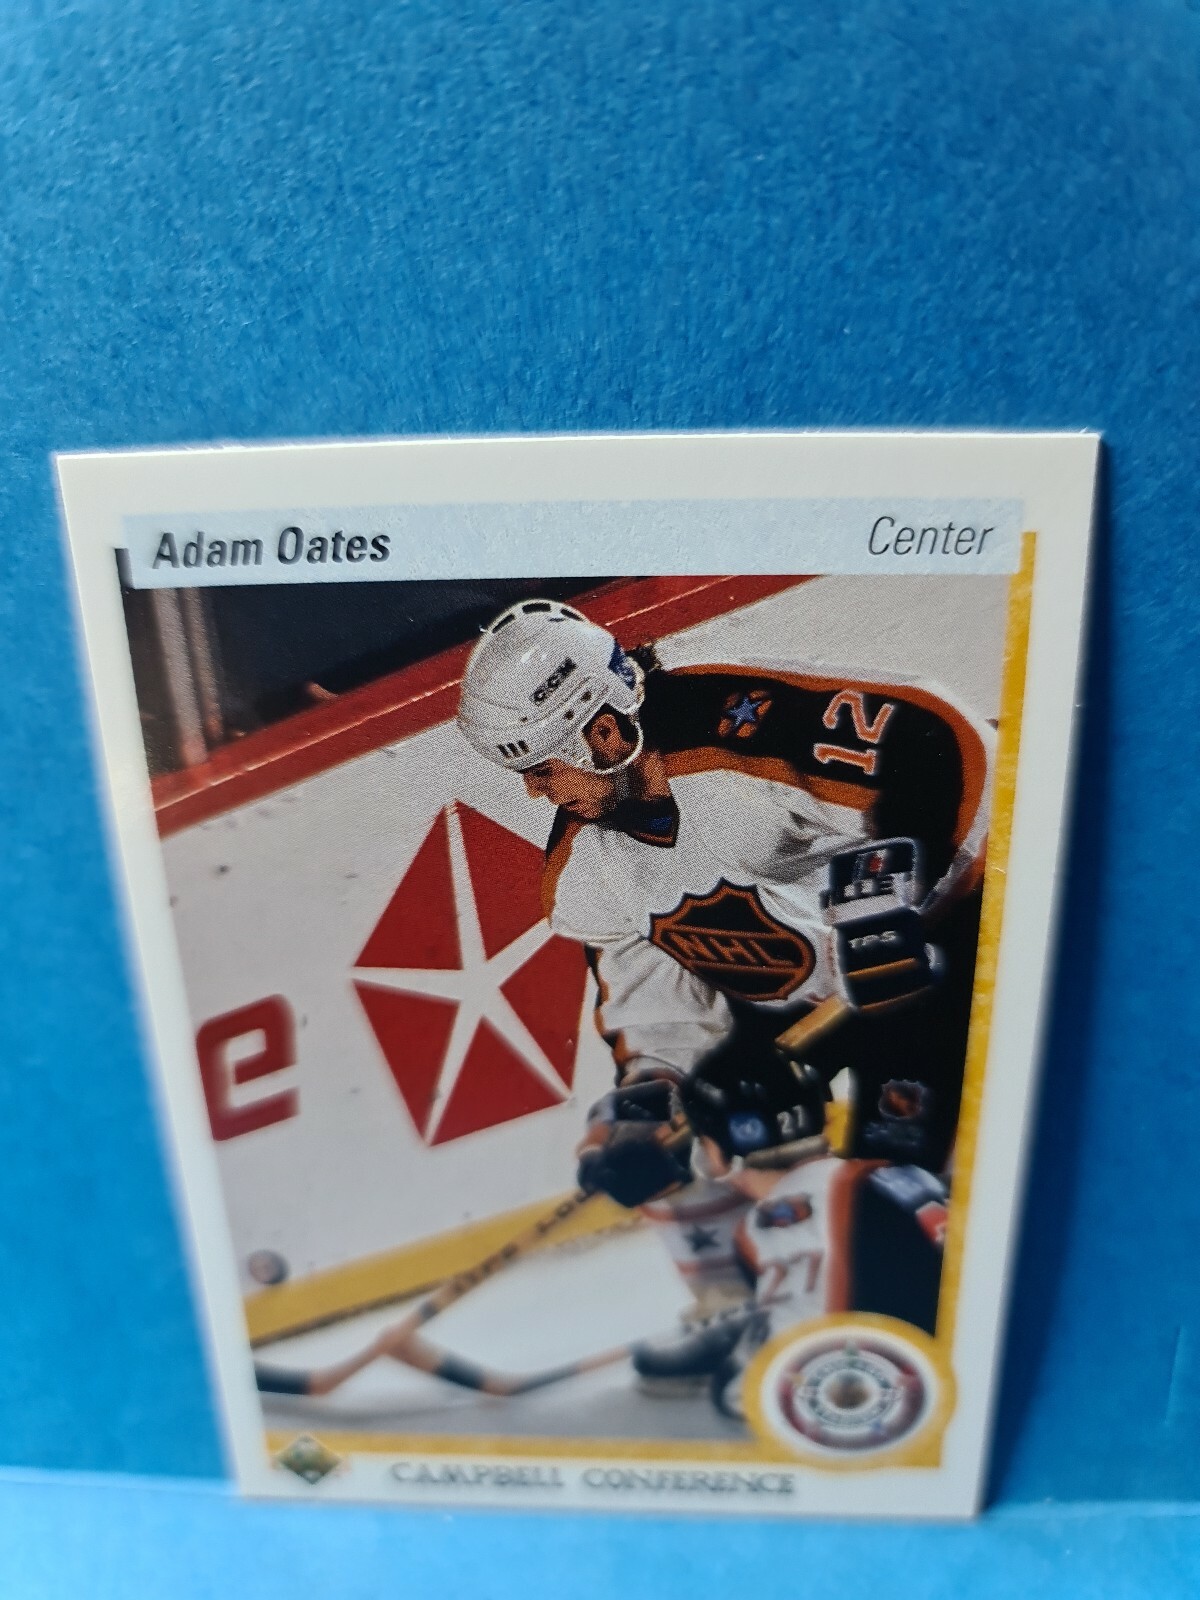 Adam Oates
Center
CCM
12
TPS
NHL
27
27
e
CAMPBELL CONFERENCE